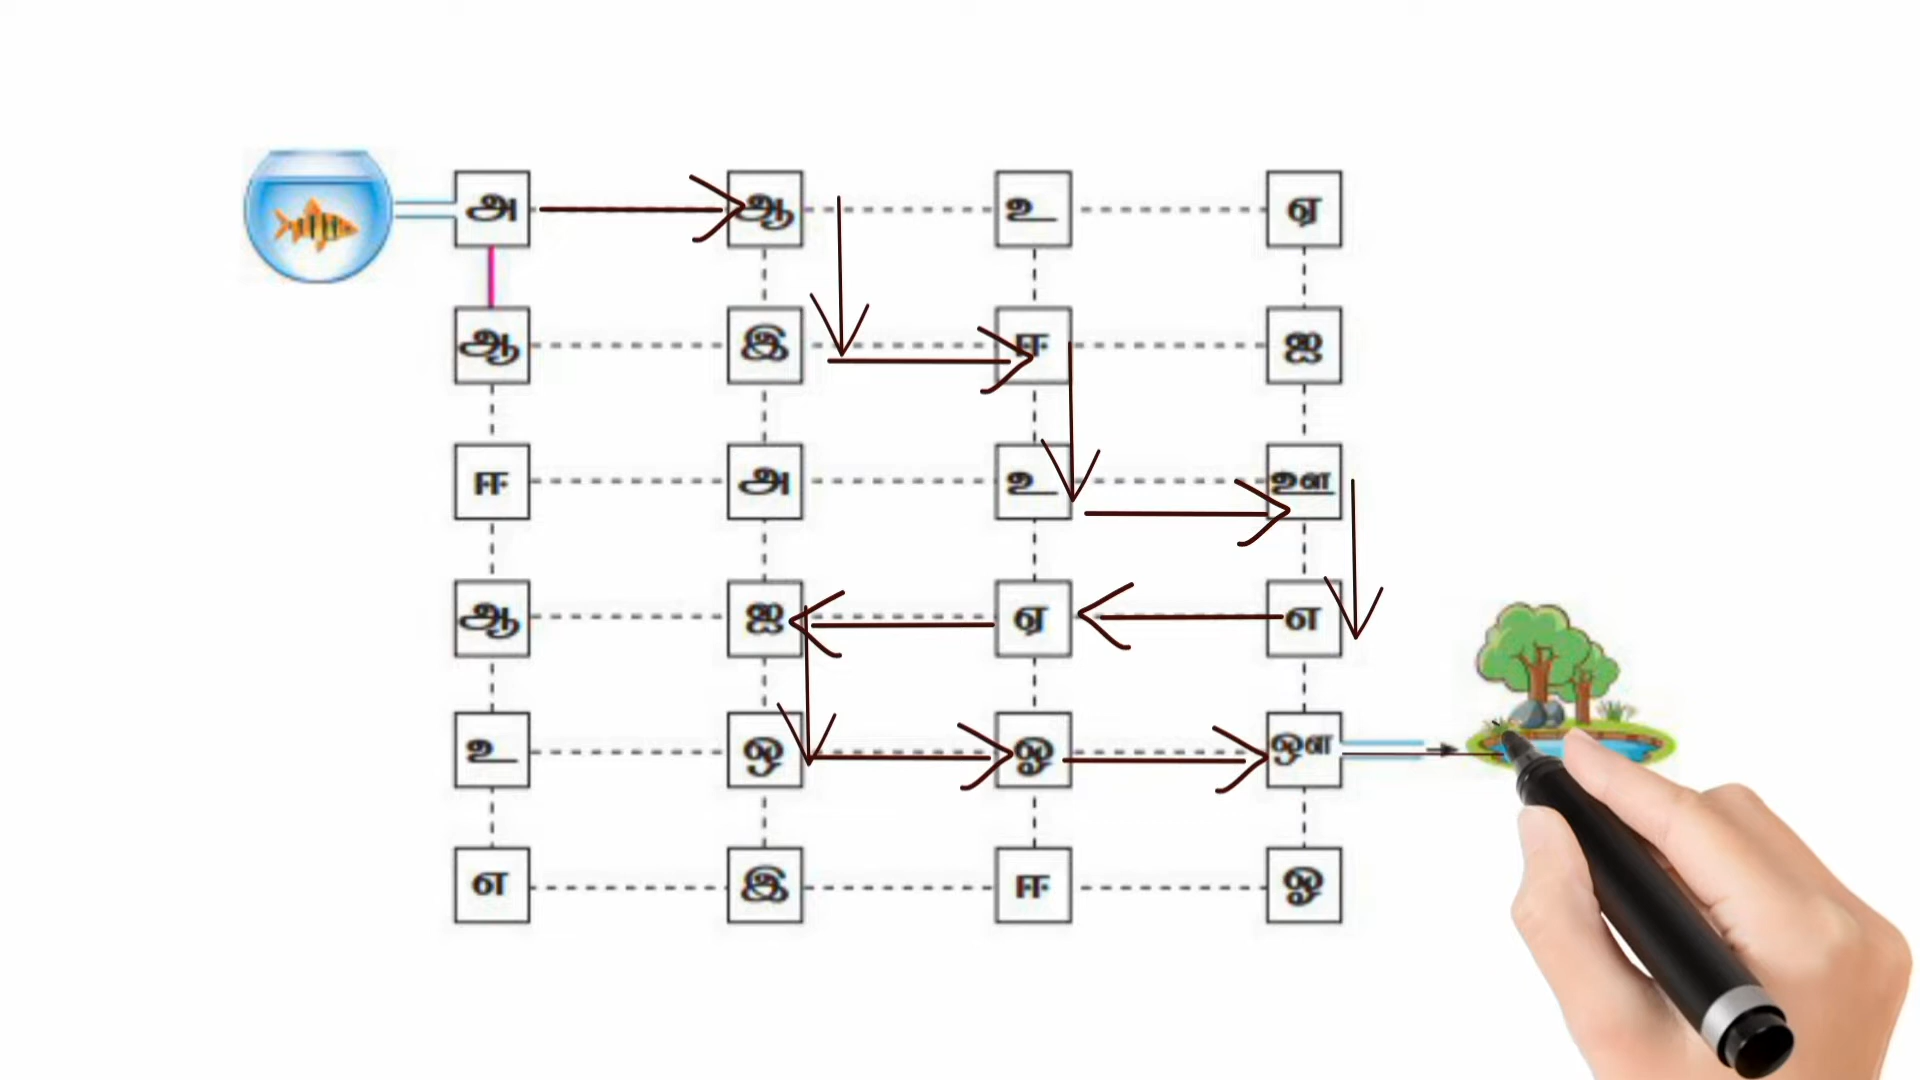 அ ஆ உ ஏ
ஆ இ ஈ ஐ
ஈ அ உ ஊ
ஆ ஐ ஏ எ
உ ஒ ஓ ஔ
எ இ ஈ ஓ